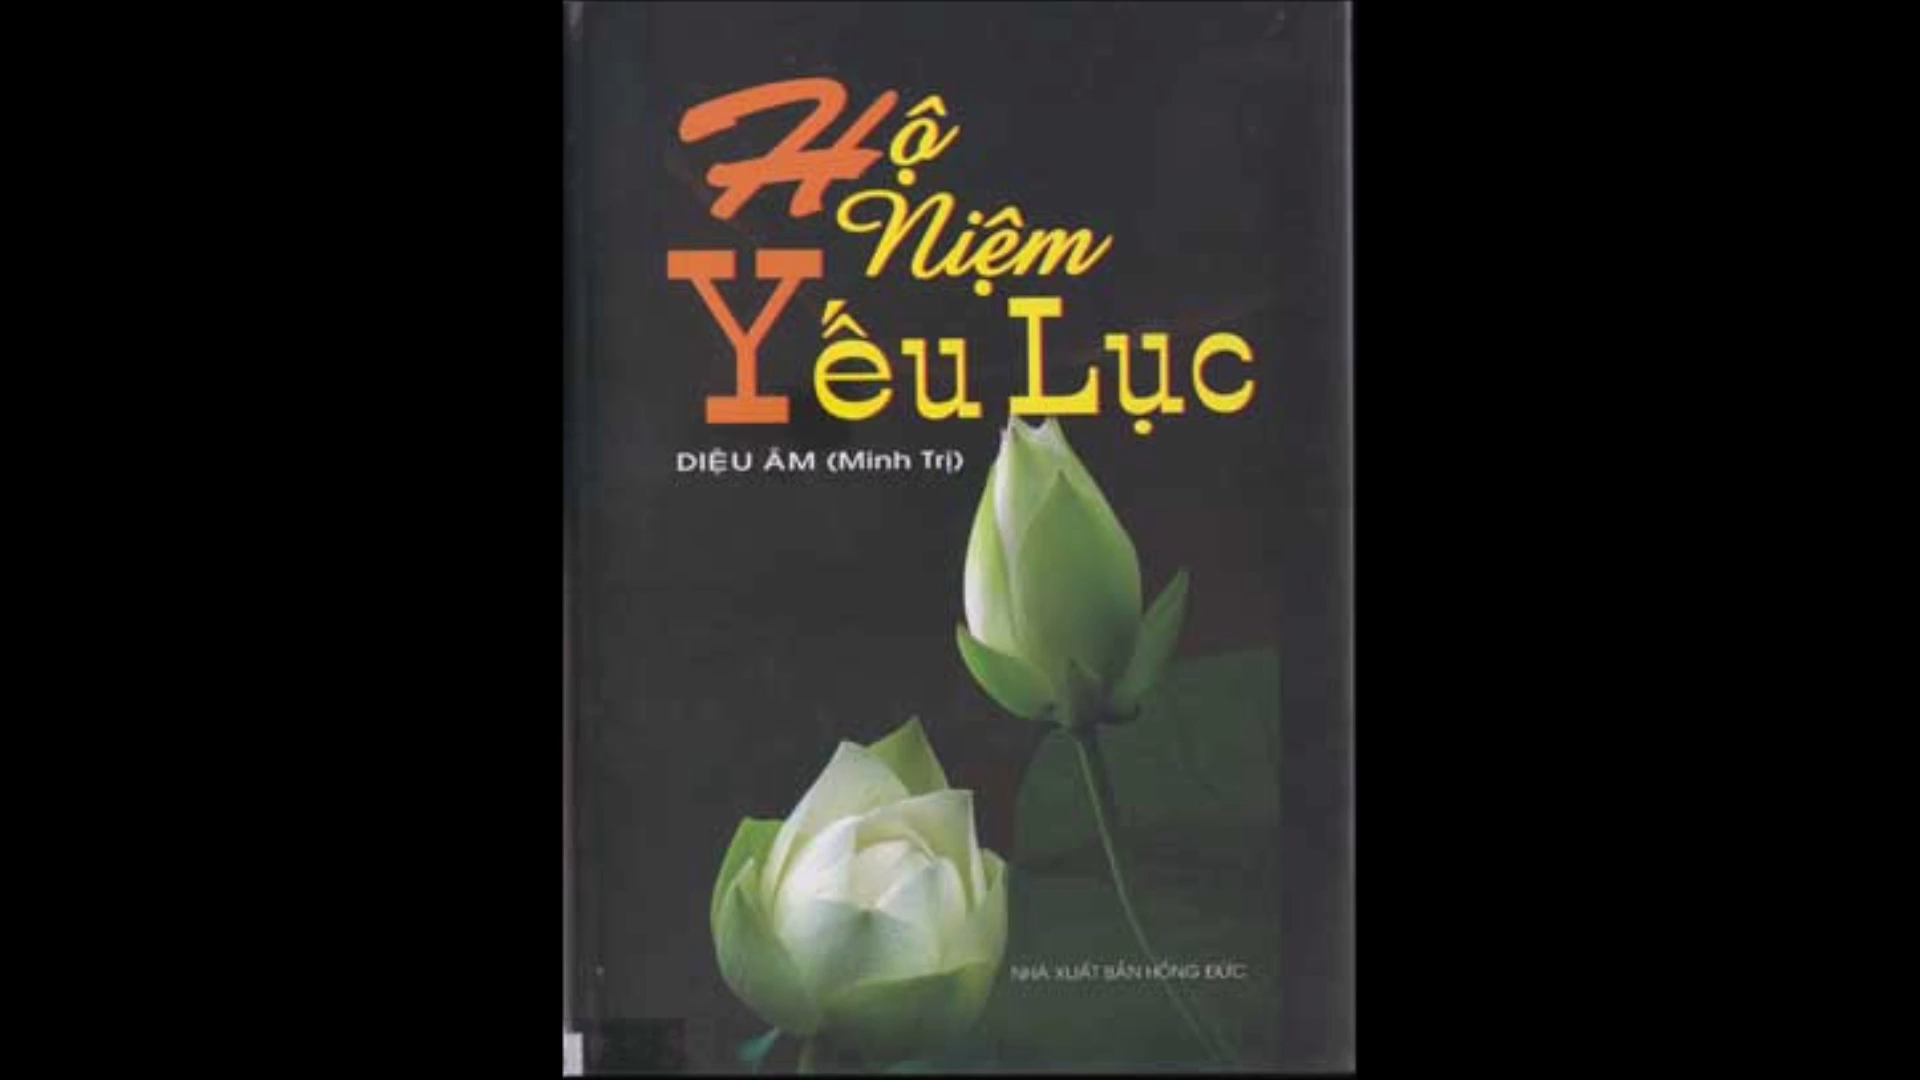 Hộ
Niệm
Yếu Lục
DIỆU ÂM (Minh Trị)
NHÀ XUẤT BẢN HỒNG ĐỨC